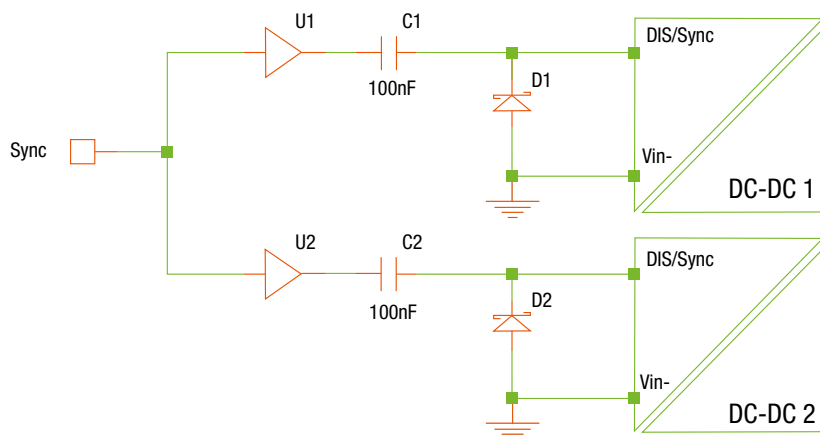 U1
C1
DIS/Sync
100nF
D1
Sync
Vin-
DC-DC 1
U2
C2
DIS/Sync
100nF
D2
Vin-
DC-DC 2